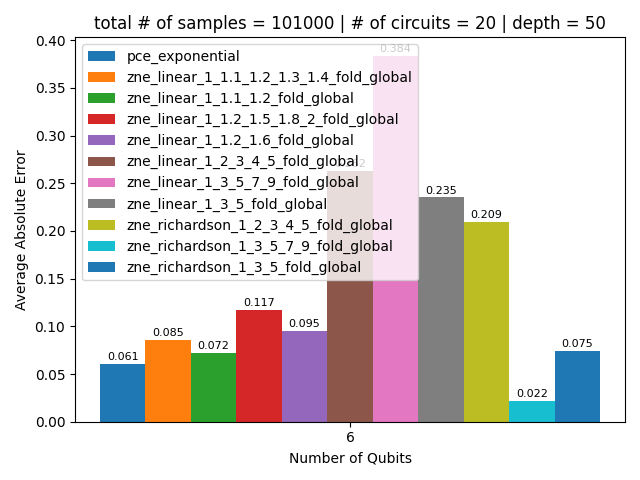 total # of samples = 101000 | # of circuits = 20 | depth = 50
0.40
0.35
0.30
0.25
0.20
0.15
0.10
0.05
0.00
Average Absolute Error
pce_exponential
zne_linear_1_1.1_1.2_1.3_1.4_fold_global
zne_linear_1_1.1_1.2_fold_global
zne_linear_1_1.2_1.5_1.8_2_fold_global
zne_linear_1_1.2_1.6_fold_global
zne_linear_1_2_3_4_5_fold_global
zne_linear_1_3_5_7_9_fold_global
zne_linear_1_3_5_fold_global
zne_richardson_1_2_3_4_5_fold_global
zne_richardson_1_3_5_7_9_fold_global
zne_richardson_1_3_5_fold_global
0.384
0.235
0.209
0.117
0.095
0.085
0.072
0.061
0.022
0.075
6
Number of Qubits